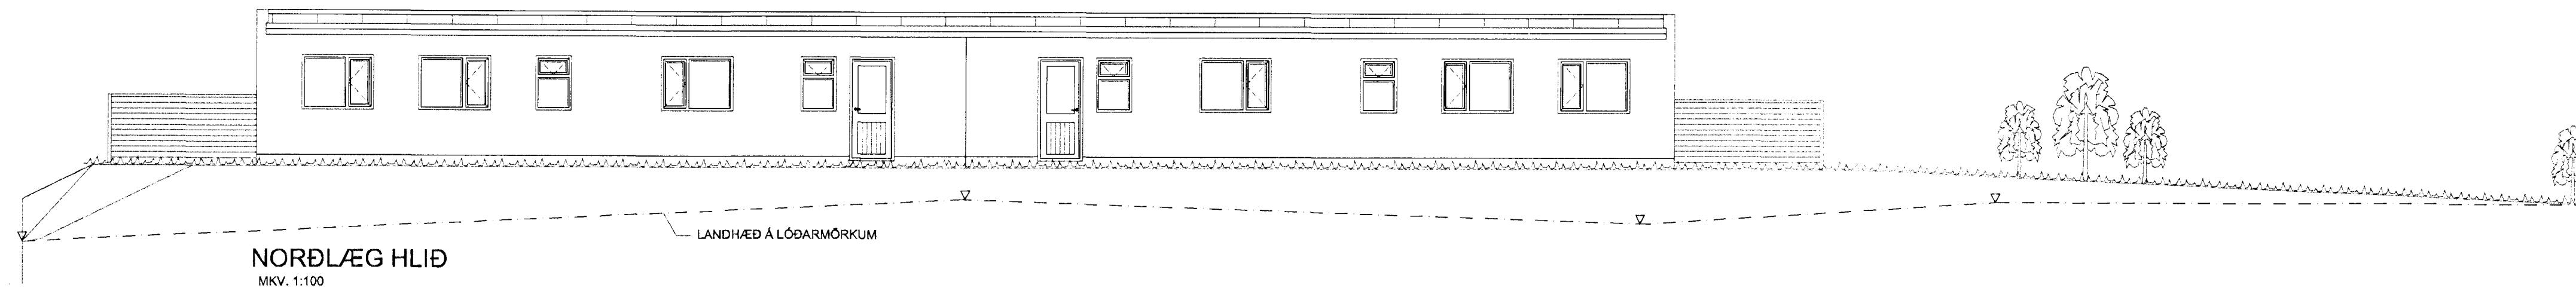 LANDHÆÐ Á LÓÐARMÖRKUM
NORÐLÆG HLIÐ
MKV. 1:100